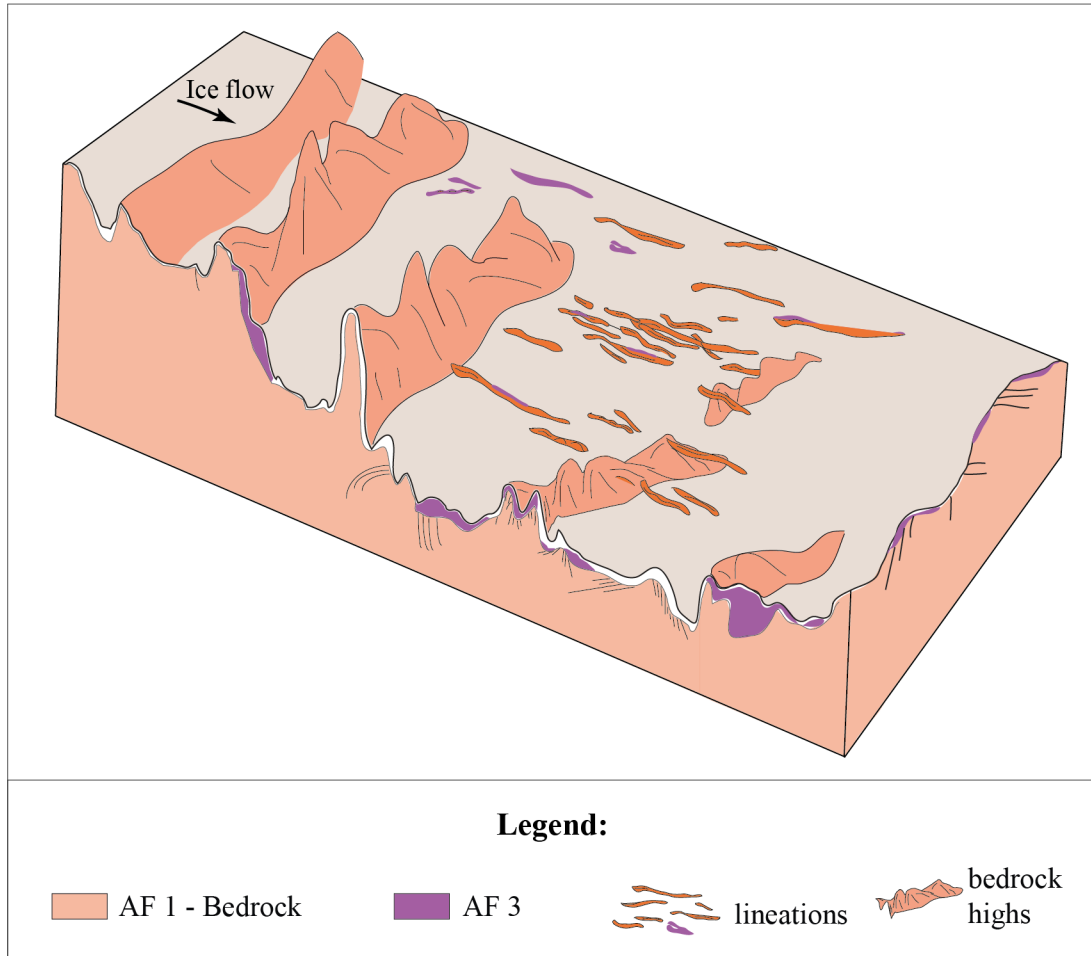 Ice flow
Legend:
AF 1 - Bedrock
AF 3
lineations
bedrock
highs